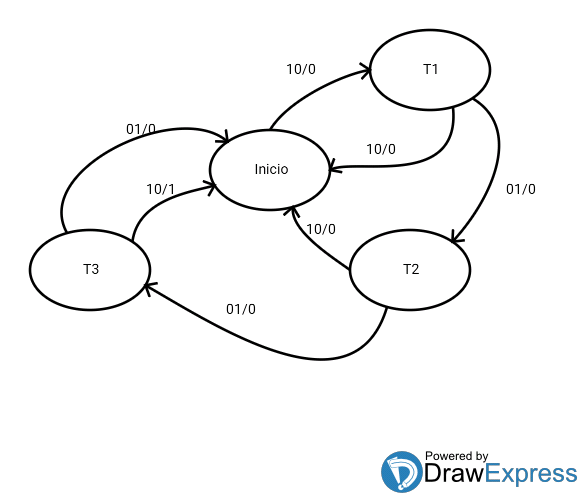 T1
10/0
01/0
10/0
Inicio
10/1
01/0
10/0
T3
T2
01/0
Powered by
DrawExpress